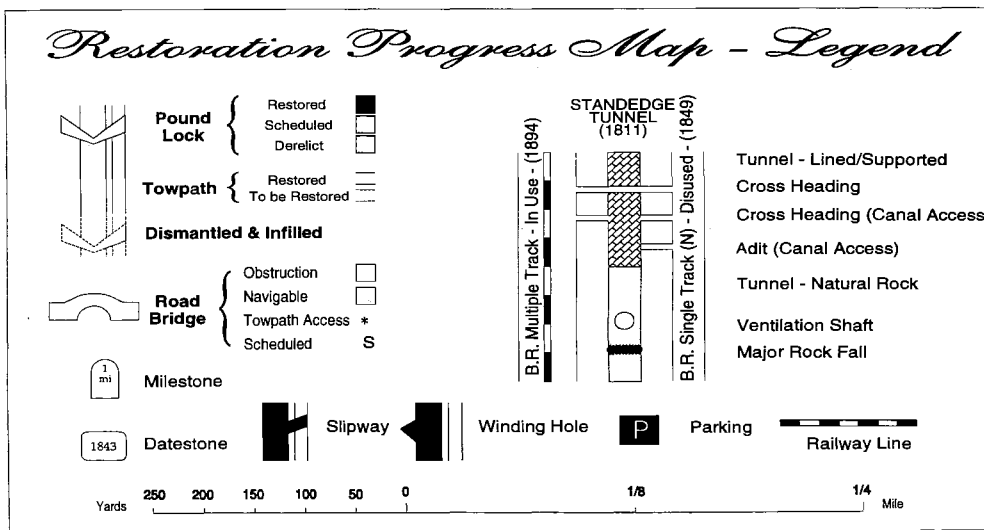 Restoration Progress Map - Legend
Pound
Lock
Restored
Scheduled
Derelict
Towpath
Restored
To be Restored
Dismantled & Infilled
Road
Bridge
Obstruction
Navigable
Towpath Access *
Scheduled S
1
mi
Milestone
1843
Datestone
STANDEDGE
TUNNEL
(1811)
B.R. Multiple Track - In Use - (1894)
B.R. Single Track (N) - Disused - (1849)
Tunnel - Lined/Supported
Cross Heading
Cross Heading (Canal Access
Adit (Canal Access)
Tunnel - Natural Rock
Ventilation Shaft
Major Rock Fall
Slipway
Winding Hole
P
Parking
Railway Line
Yards 250 200 150 100 50 0 1/8 1/4 Mile